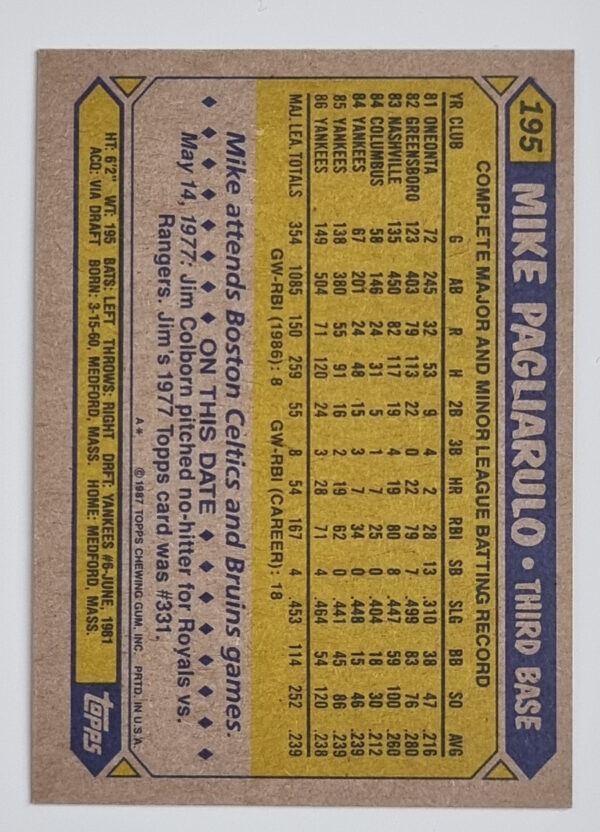 195 MIKE PAGLIARULO • THIRD BASE
COMPLETE MAJOR AND MINOR LEAGUE BATTING RECORD
YR CLUB G AB R H 2B 3B HR RBI SB SLG BB SO AVG
81 ONEONTA 72 245 32 53 9 4 2 28 13 .310 38 47 .216
82 GREENSBORO 123 403 79 113 22 0 22 79 7 .499 83 76 .280
83 NASHVILLE 135 450 82 117 19 4 19 80 8 .447 59 100 .260
84 COLUMBUS 58 146 24 31 5 1 7 25 0 .404 18 30 .212
84 YANKEES 67 201 24 48 15 3 7 34 0 .448 15 46 .239
85 YANKEES 138 380 55 91 16 2 19 62 0 .441 45 86 .239
86 YANKEES 149 504 71 120 24 3 28 71 4 .464 54 120 .238
MAJ. LEA. TOTALS 354 1085 150 259 55 8 54 167 4 .453 114 252 .239
GW-RBI (1986): 8 GW-RBI (CAREER): 18
Mike attends Boston Celtics and Bruins games.
♦ ♦ ♦ ♦ ♦ ♦ ♦ ♦ ON THIS DATE ♦ ♦ ♦ ♦ ♦ ♦ ♦ ♦
May 14, 1977: Jim Colborn pitched no-hitter for Royals vs.
Rangers. Jim's 1977 Topps card was #331.
A* ©1987 TOPPS CHEWING GUM, INC. PRTD. IN U.S.A.
HT: 6'2" WT: 195 BATS: LEFT THROWS: RIGHT DRFT: YANKEES #6-JUNE, 1981
ACQ: VIA DRAFT BORN: 3-15-60, MEDFORD, MASS. HOME: MEDFORD, MASS.
topps